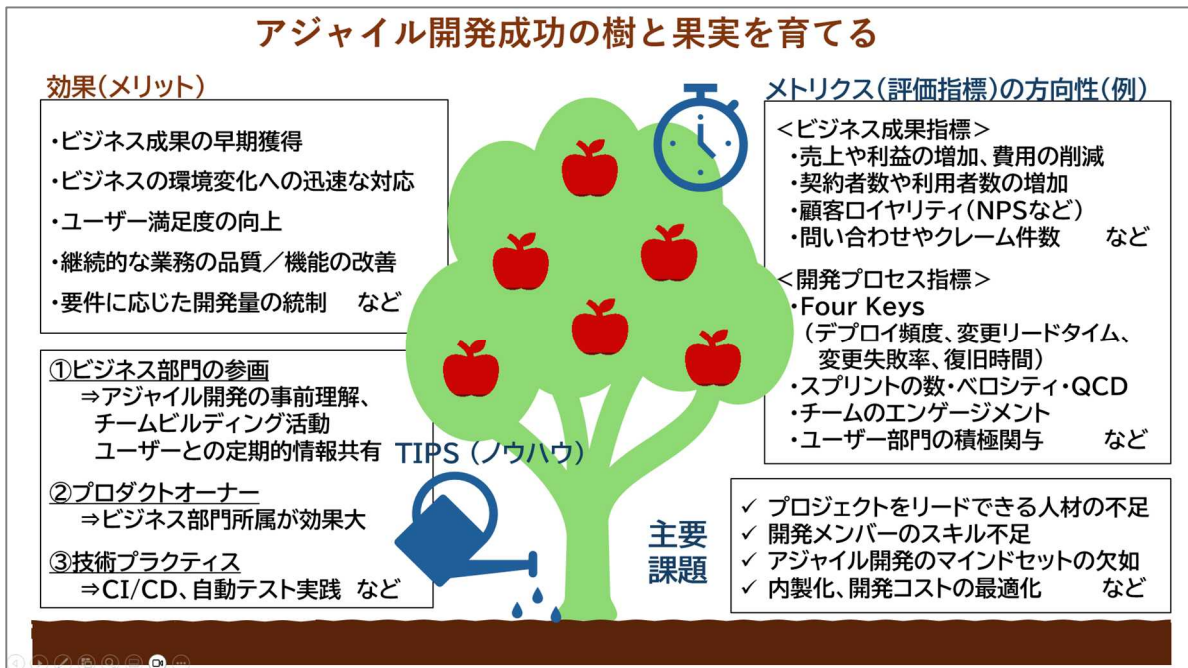 アジャイル開発成功の樹と果実を育てる
効果(メリット)
・ビジネス成果の早期獲得
・ビジネスの環境変化への迅速な対応
・ユーザー満足度の向上
・継続的な業務の品質／機能の改善
・要件に応じた開発量の統制　など
①ビジネス部門の参画
⇒アジャイル開発の事前理解、
チームビルディング活動
ユーザーとの定期的情報共有
②プロダクトオーナー
⇒ビジネス部門所属が効果大
③技術プラクティス
⇒CI/CD、自動テスト実践　など
TIPS (ノウハウ)
メトリクス(評価指標)の方向性(例)
<ビジネス成果指標>
・売上や利益の増加、費用の削減
・契約者数や利用者数の増加
・顧客ロイヤリティ(NPSなど)
・問い合わせやクレーム件数　など
<開発プロセス指標>
・Four Keys
(デプロイ頻度、変更リードタイム、
変更失敗率、復旧時間)
・スプリントの数・ベロシティ・QCD
・チームのエンゲージメント
・ユーザー部門の積極関与　など
主要
課題
✓ プロジェクトをリードできる人材の不足
✓ 開発メンバーのスキル不足
✓ アジャイル開発のマインドセットの欠如
✓ 内製化、開発コストの最適化　など